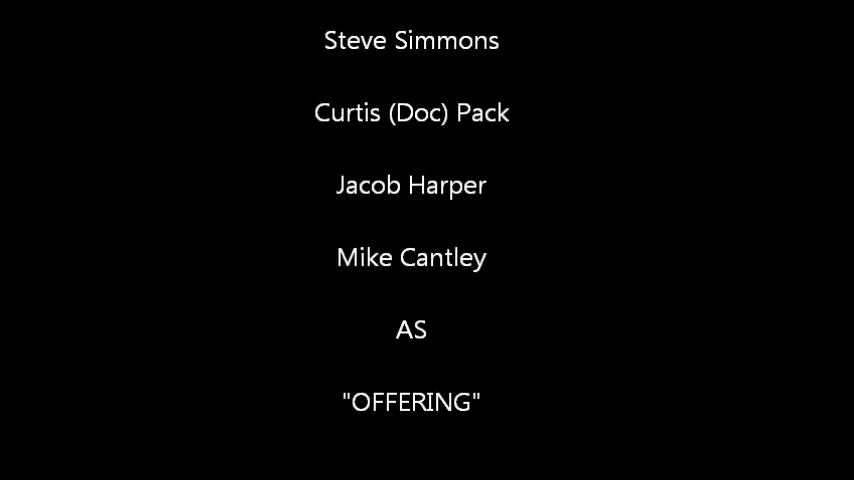 Steve Simmons
Curtis (Doc) Pack
Jacob Harper
Mike Cantley
AS
"OFFERING"